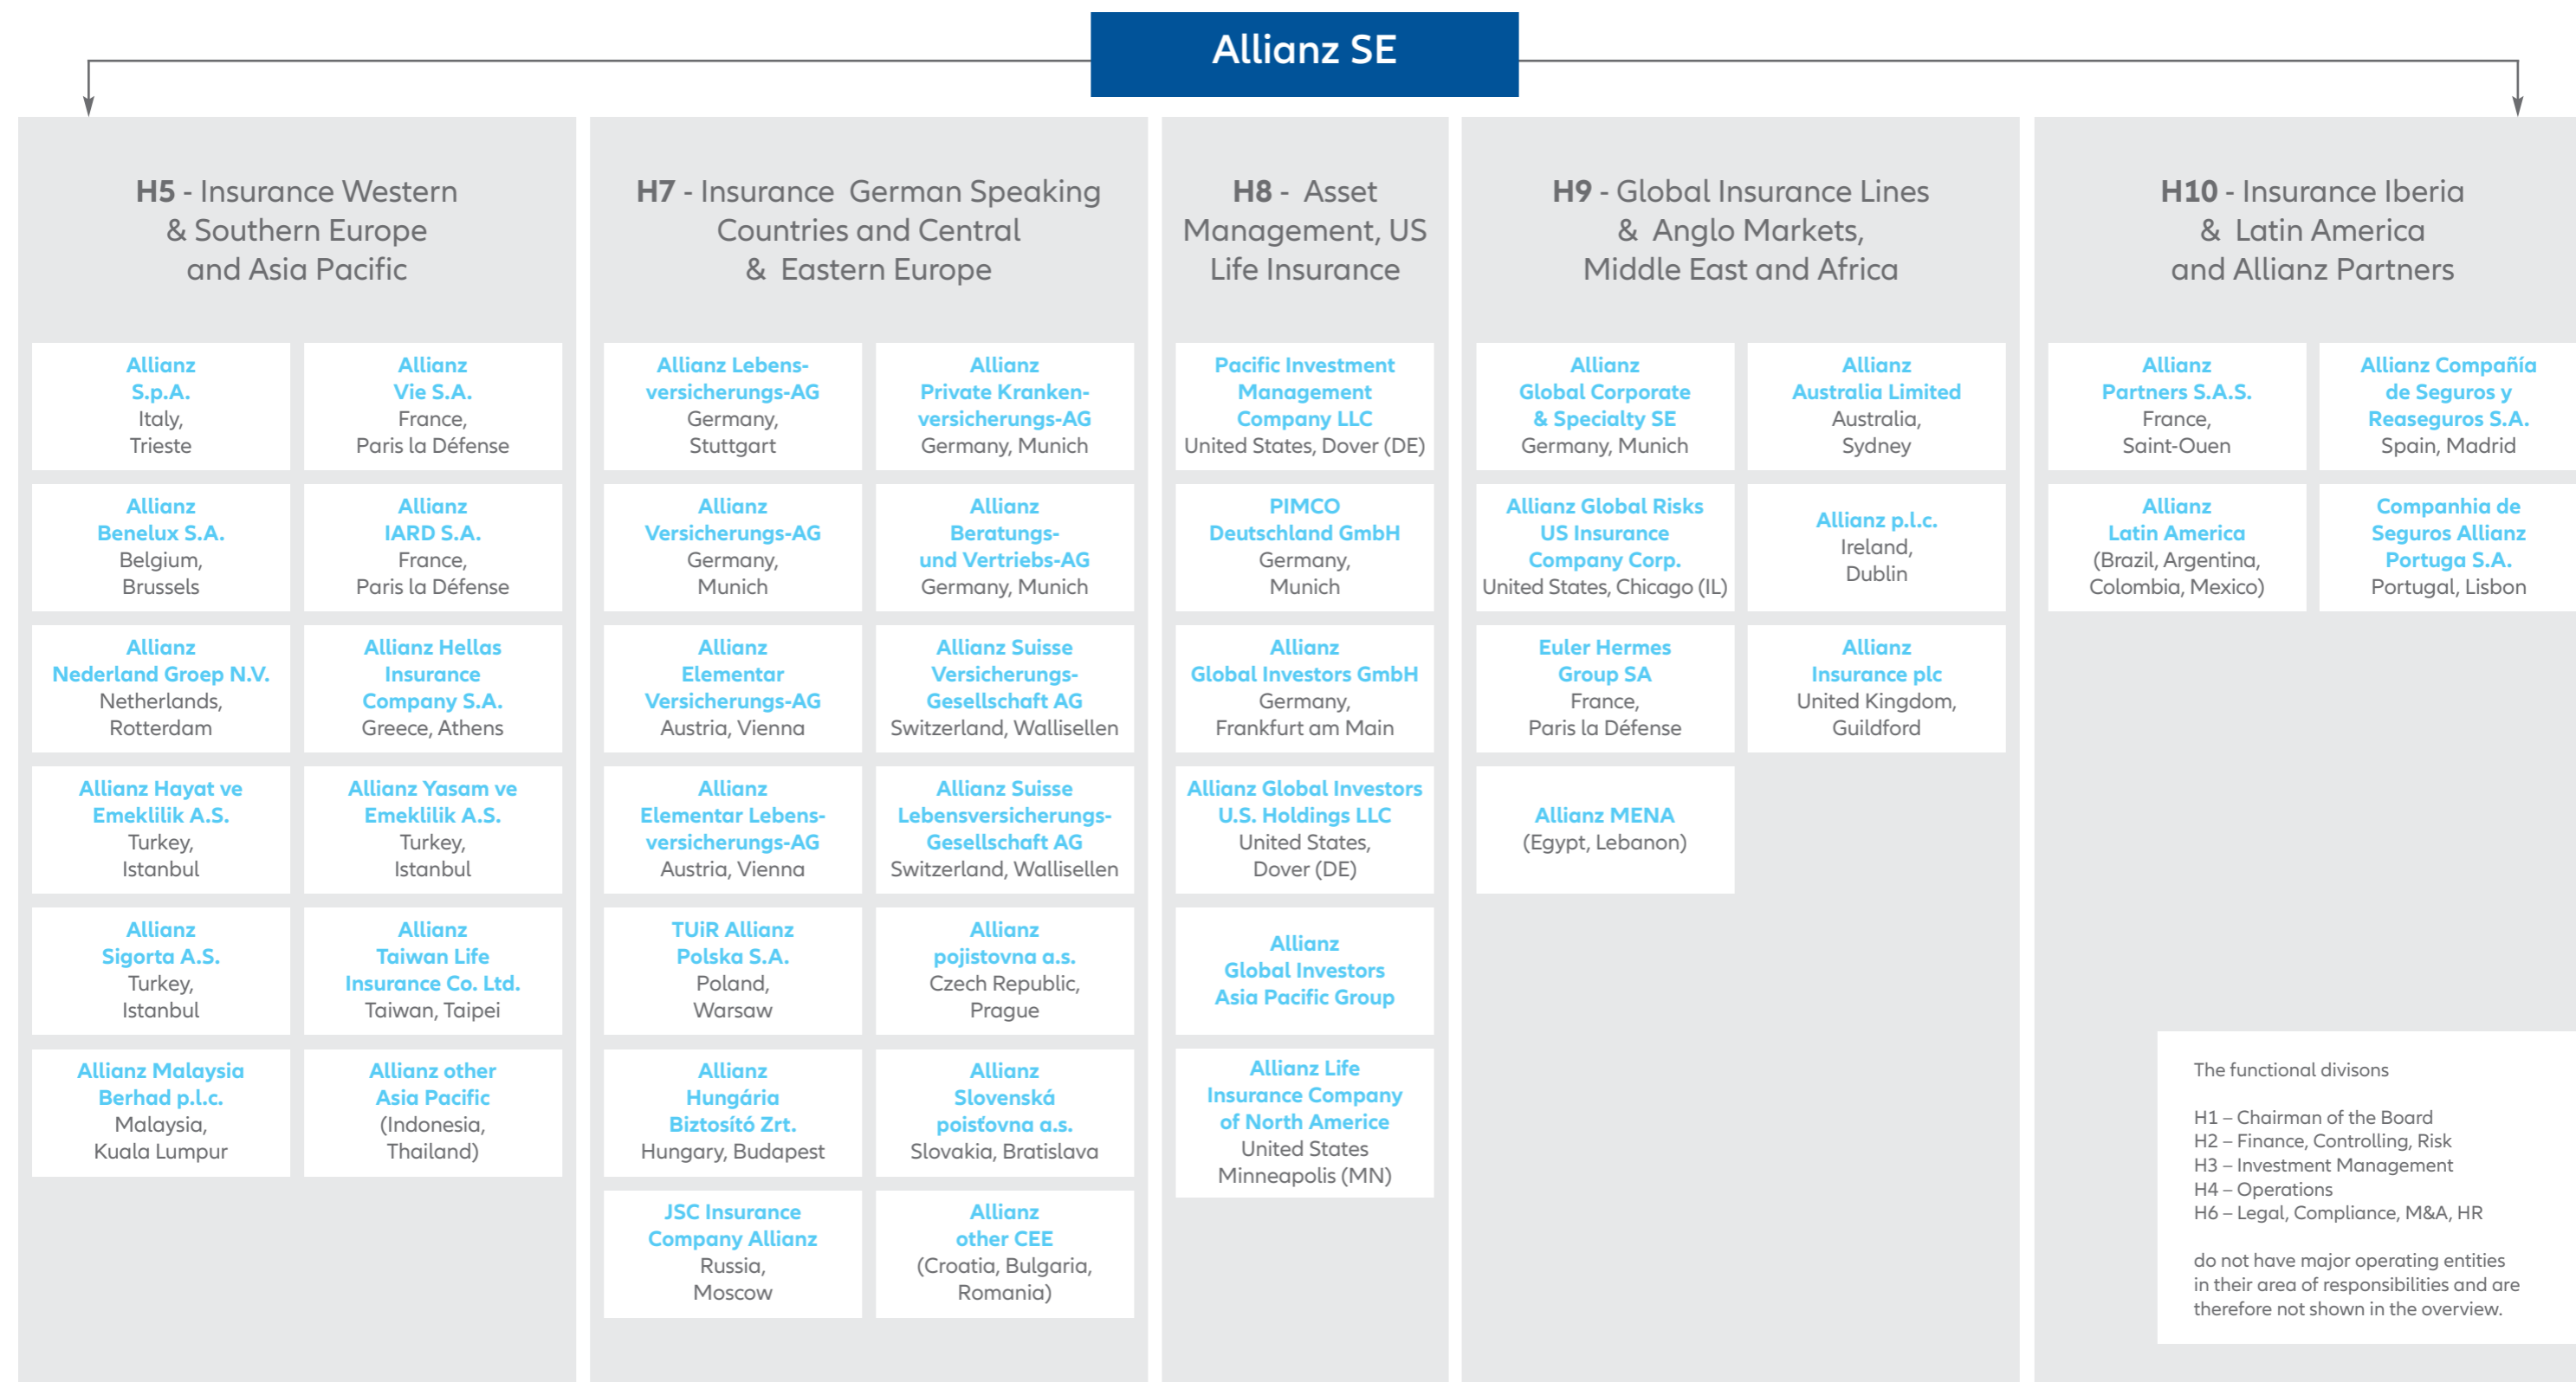 Allianz SE
H5 - Insurance Western
& Southern Europe
and Asia Pacific
Allianz
S.p.A.
Italy,
Trieste
Allianz
Vie S.A.
France,
Paris la Défense
Allianz
Benelux S.A.
Belgium,
Brussels
Allianz
IARD S.A.
France,
Paris la Défense
Allianz
Nederland Groep N.V.
Netherlands,
Rotterdam
Allianz Hellas
Insurance
Company S.A.
Greece, Athens
Allianz Hayat ve
Emeklilik A.S.
Turkey,
Istanbul
Allianz Yasam ve
Emeklilik A.S.
Turkey,
Istanbul
Allianz
Sigorta A.S.
Turkey,
Istanbul
Allianz
Taiwan Life
Insurance Co. Ltd.
Taiwan, Taipei
Allianz Malaysia
Berhad p.l.c.
Malaysia,
Kuala Lumpur
Allianz other
Asia Pacific
(Indonesia,
Thailand)
H7 - Insurance German Speaking
Countries and Central
& Eastern Europe
Allianz Lebens-
versicherungs-AG
Germany,
Stuttgart
Allianz
Private Kranken-
versicherungs-AG
Germany, Munich
Allianz
Versicherungs-AG
Germany,
Munich
Allianz
Beratungs-
und Vertriebs-AG
Germany, Munich
Allianz
Elementar
Versicherungs-AG
Austria, Vienna
Allianz Suisse
Versicherungs-
Gesellschaft AG
Switzerland, Wallisellen
Allianz
Elementar Lebens-
versicherungs-AG
Austria, Vienna
Allianz Suisse
Lebensversicherungs-
Gesellschaft AG
Switzerland, Wallisellen
TUiR Allianz
Polska S.A.
Poland,
Warsaw
Allianz
pojistovna a.s.
Czech Republic,
Prague
Allianz
Hungária
Biztosító Zrt.
Hungary, Budapest
Allianz
Slovenská
poisťovna a.s.
Slovakia, Bratislava
JSC Insurance
Company Allianz
Russia,
Moscow
Allianz
other CEE
(Croatia, Bulgaria,
Romania)
H8 - Asset
Management, US
Life Insurance
Pacific Investment
Management
Company LLC
United States, Dover (DE)
PIMCO
Deutschland GmbH
Germany,
Munich
Allianz
Global Investors GmbH
Germany,
Frankfurt am Main
Allianz Global Investors
U.S. Holdings LLC
United States,
Dover (DE)
Allianz
Global Investors
Asia Pacific Group
Allianz Life
Insurance Company
of North America
United States
Minneapolis (MN)
H9 - Global Insurance Lines
& Anglo Markets,
Middle East and Africa
Allianz
Global Corporate
& Specialty SE
Germany, Munich
Allianz
Australia Limited
Australia,
Sydney
Allianz Global Risks
US Insurance
Company Corp.
United States, Chicago (IL)
Allianz p.l.c.
Ireland,
Dublin
Euler Hermes
Group SA
France,
Paris la Défense
Allianz
Insurance plc
United Kingdom,
Guildford
Allianz MENA
(Egypt, Lebanon)
H10 - Insurance Iberia
& Latin America
and Allianz Partners
Allianz
Partners S.A.S.
France,
Saint-Ouen
Allianz Compañía
de Seguros y
Reaseguros S.A.
Spain, Madrid
Allianz
Latin America
(Brazil, Argentina,
Colombia, Mexico)
Companhia de
Seguros Allianz
Portuga S.A.
Portugal, Lisbon
The functional divisons
H1 – Chairman of the Board
H2 – Finance, Controlling, Risk
H3 – Investment Management
H4 – Operations
H6 – Legal, Compliance, M&A, HR
do not have major operating entities
in their area of responsibilities and are
therefore not shown in the overview.